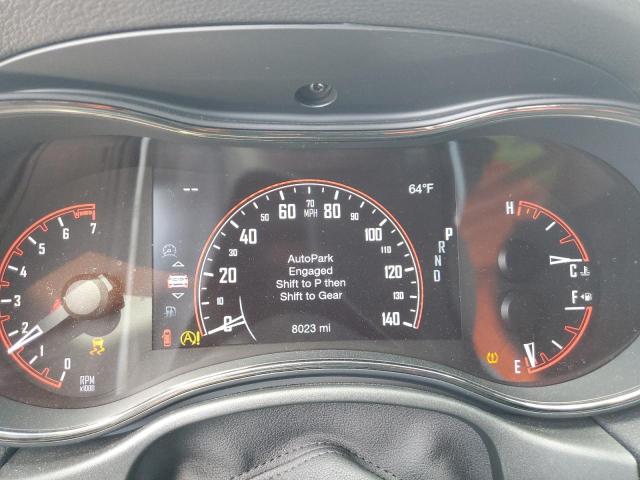 --
64°F
AutoPark
Engaged
Shift to P then
Shift to Gear
8023 mi
MPH
0
20
30
40
50
60
70
80
90
100
110
120
130
140
P
R
N
D
0
1
2
3
4
5
6
7
RPM
x1000
H
C
F
E
A!